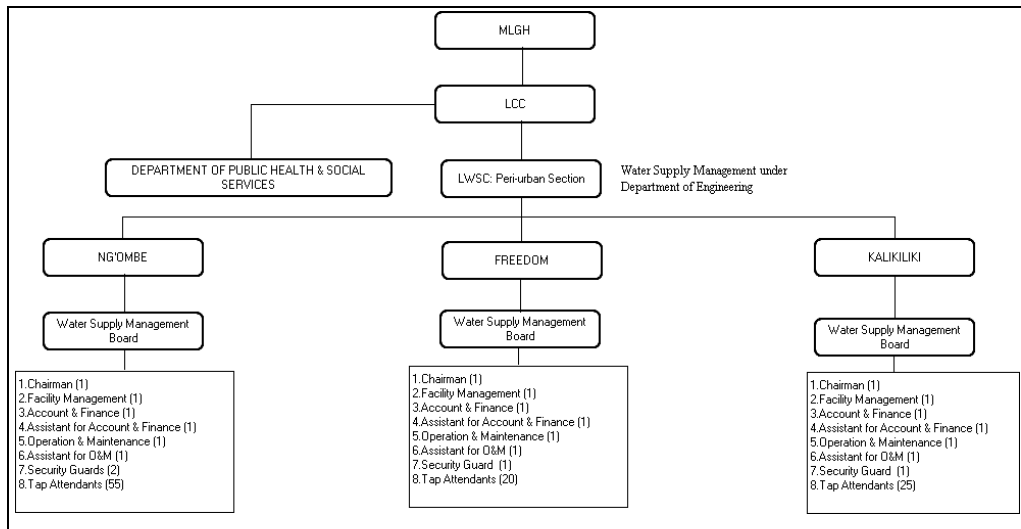 MLGH
LCC
DEPARTMENT OF PUBLIC HEALTH & SOCIAL
SERVICES
LWSC: Peri-urban Section
Water Supply Management under
Department of Engineering
NG'OMBE
FREEDOM
KALIKILIKI
Water Supply Management
Board
Water Supply Management
Board
Water Supply Management
Board
1.Chairman (1)
2.Facility Management (1)
3.Account & Finance (1)
4.Assistant for Account & Finance (1)
5.Operation & Maintenance (1)
6.Assistant for O&M (1)
7.Security Guards (2)
8.Tap Attendants (55)
1.Chairman (1)
2.Facility Management (1)
3.Account & Finance (1)
4.Assistant for Account & Finance (1)
5.Operation & Maintenance (1)
6.Assistant for O&M (1)
7.Security Guard (1)
8.Tap Attendants (20)
1.Chairman (1)
2.Facility Management (1)
3.Account & Finance (1)
4.Assistant for Account & Finance (1)
5.Operation & Maintenance (1)
6.Assistant for O&M (1)
7.Security Guard (1)
8.Tap Attendants (25)